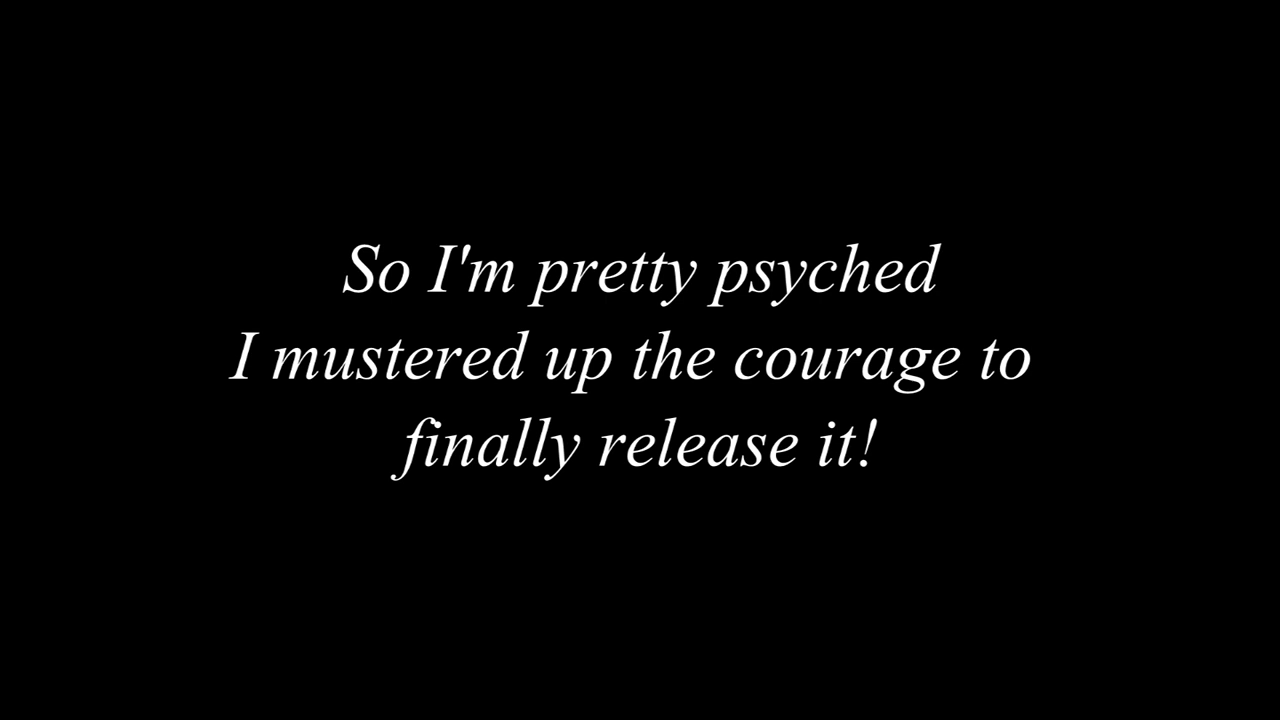 So I'm pretty psyched
I mustered up the courage to
finally release it!